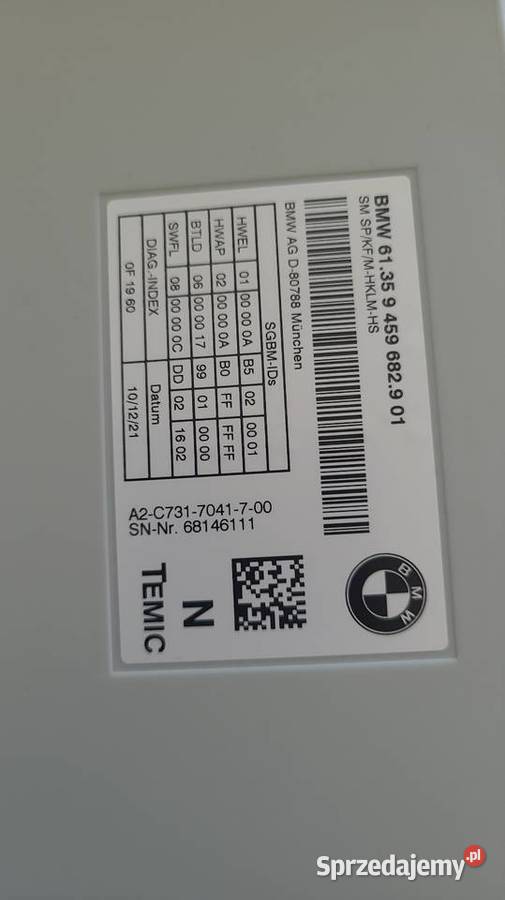 BMW 61.35 9 459 682.9 01
SM SP/KF/M-HKLM-HS
BMW AG D-80788 München
SGBM-IDs
HWEL 01 00 00 0A B5 02 00 01
HWAP 02 00 00 0A B0 FF FF FF
BTLD 06 00 00 17 99 01 00 00
SWFL 08 00 00 0C DD 02 16 02
DIAG.-INDEX Datum
0F 19 60 10/12/21
A2-C731-7041-7-00
SN-Nr. 68146111
BMW
N
TEMIC
Sprzedajemy.pl